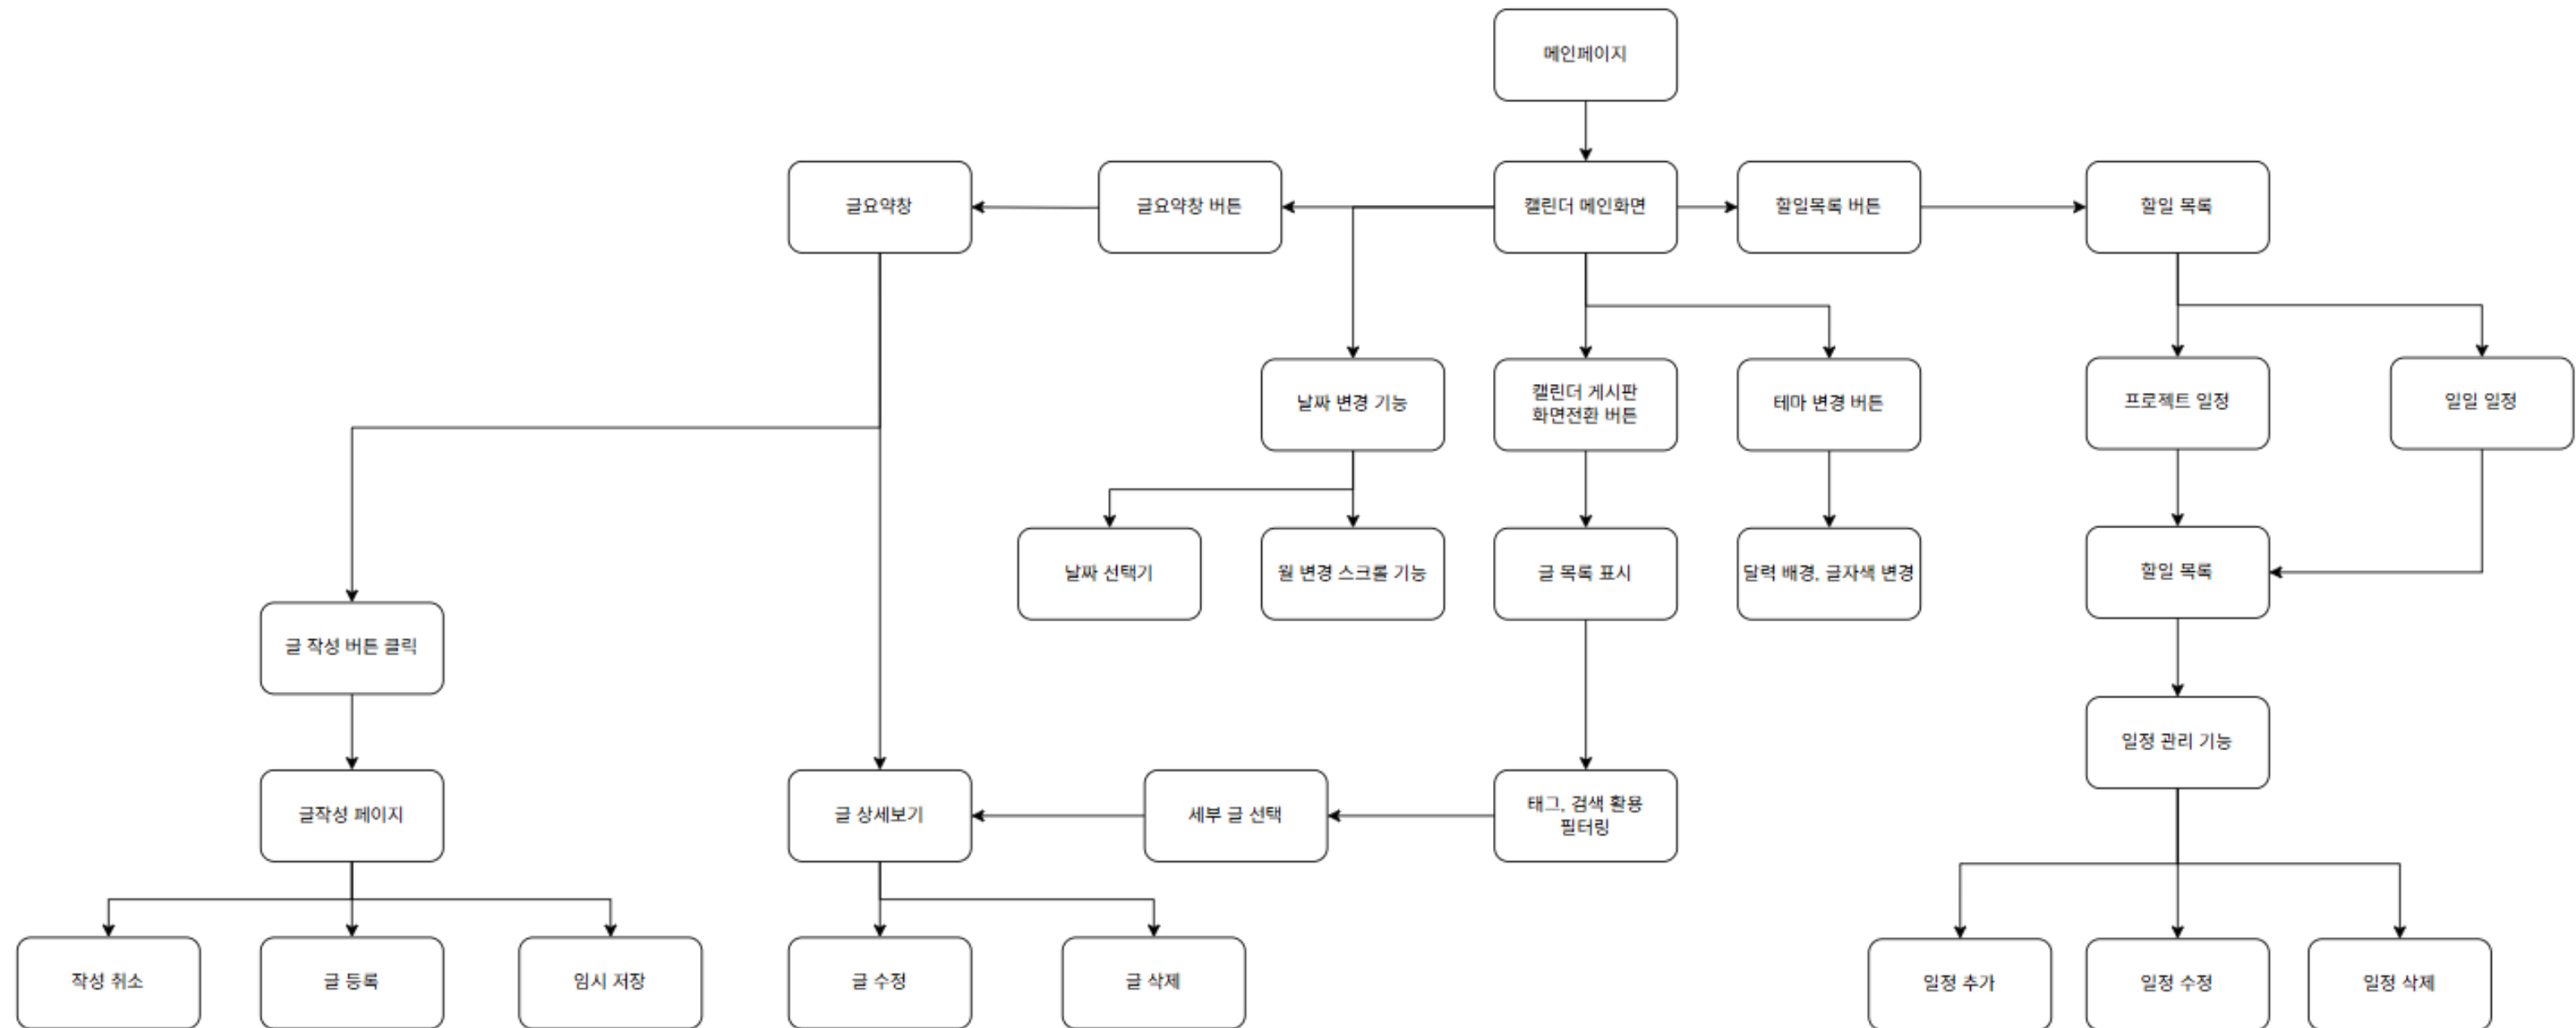 메인페이지
글요약창
글요약창 버튼
캘린더 메인화면
할일목록 버튼
할일 목록
날짜 변경 기능
캘린더 게시판
화면전환 버튼
테마 변경 버튼
프로젝트 일정
일일 일정
날짜 선택기
월 변경 스크롤 기능
글 목록 표시
달력 배경, 글자색 변경
할일 목록
글 작성 버튼 클릭
일정 관리 기능
글작성 페이지
글 상세보기
세부 글 선택
태그, 검색 활용
필터링
작성 취소
글 등록
임시 저장
글 수정
글 삭제
일정 추가
일정 수정
일정 삭제